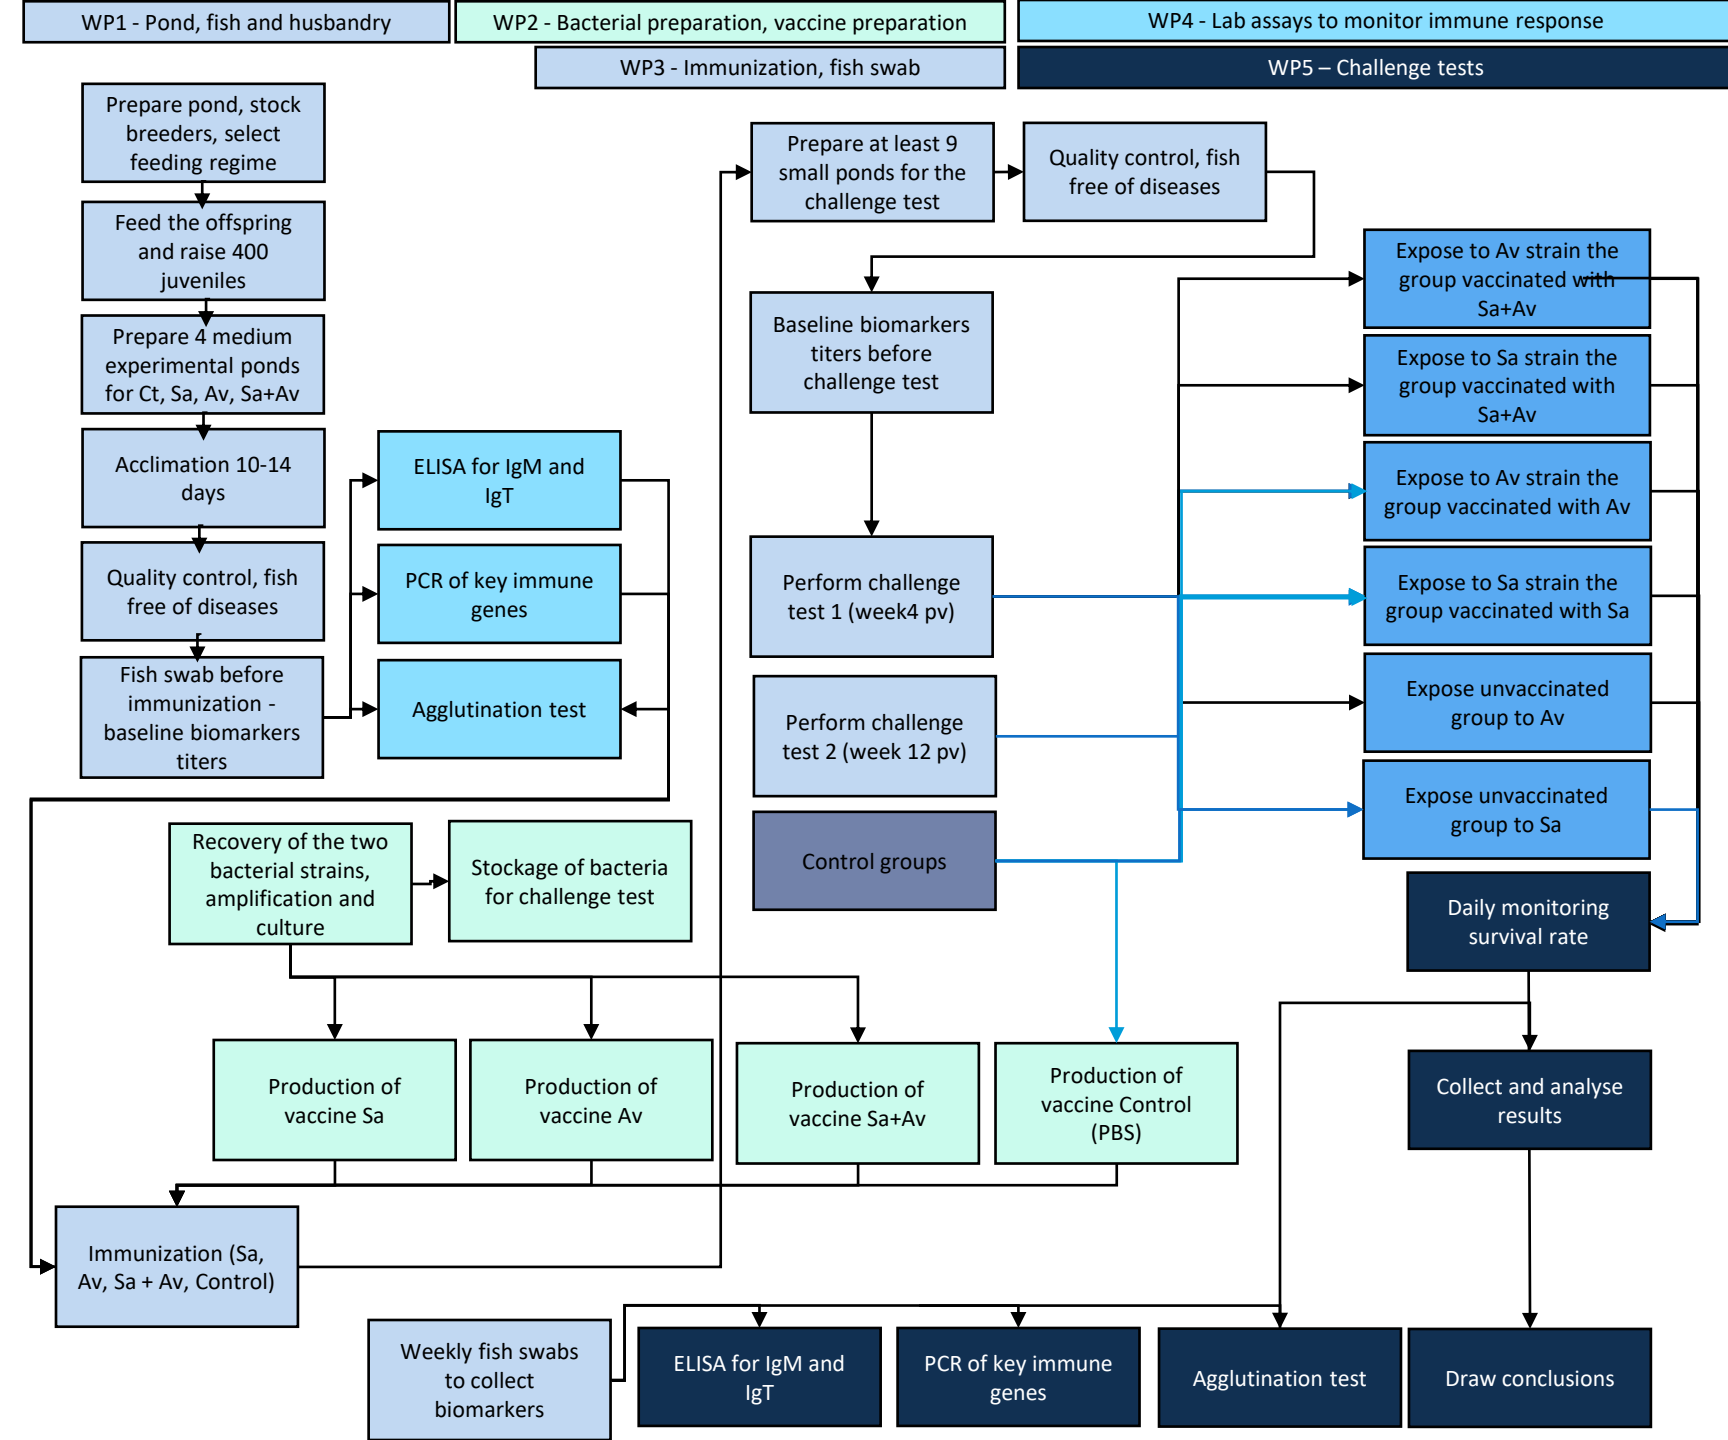 WP1 - Pond, fish and husbandry
WP2 - Bacterial preparation, vaccine preparation
WP4 - Lab assays to monitor immune response
WP3 - Immunization, fish swab
WP5 – Challenge tests
Prepare pond, stock
breeders, select
feeding regime
Feed the offspring
and raise 400
juveniles
Prepare 4 medium
experimental ponds
for Ct, Sa, Av, Sa+Av
Acclimation 10-14
days
Quality control, fish
free of diseases
Fish swab before
immunization -
baseline biomarkers
titers
ELISA for IgM and
IgT
PCR of key immune
genes
Agglutination test
Recovery of the two
bacterial strains,
amplification and
culture
Stockage of bacteria
for challenge test
Production of
vaccine Sa
Production of
vaccine Av
Production of
vaccine Sa+Av
Production of
vaccine Control
(PBS)
Immunization (Sa,
Av, Sa + Av, Control)
Prepare at least 9
small ponds for the
challenge test
Quality control, fish
free of diseases
Baseline biomarkers
titers before
challenge test
Perform challenge
test 1 (week4 pv)
Perform challenge
test 2 (week 12 pv)
Control groups
Expose to Av strain the
group vaccinated with
Sa+Av
Expose to Sa strain the
group vaccinated with
Sa+Av
Expose to Av strain the
group vaccinated with Av
Expose to Sa strain the
group vaccinated with Sa
Expose unvaccinated
group to Av
Expose unvaccinated
group to Sa
Daily monitoring
survival rate
Collect and analyse
results
Weekly fish swabs
to collect
biomarkers
ELISA for IgM and
IgT
PCR of key immune
genes
Agglutination test
Draw conclusions